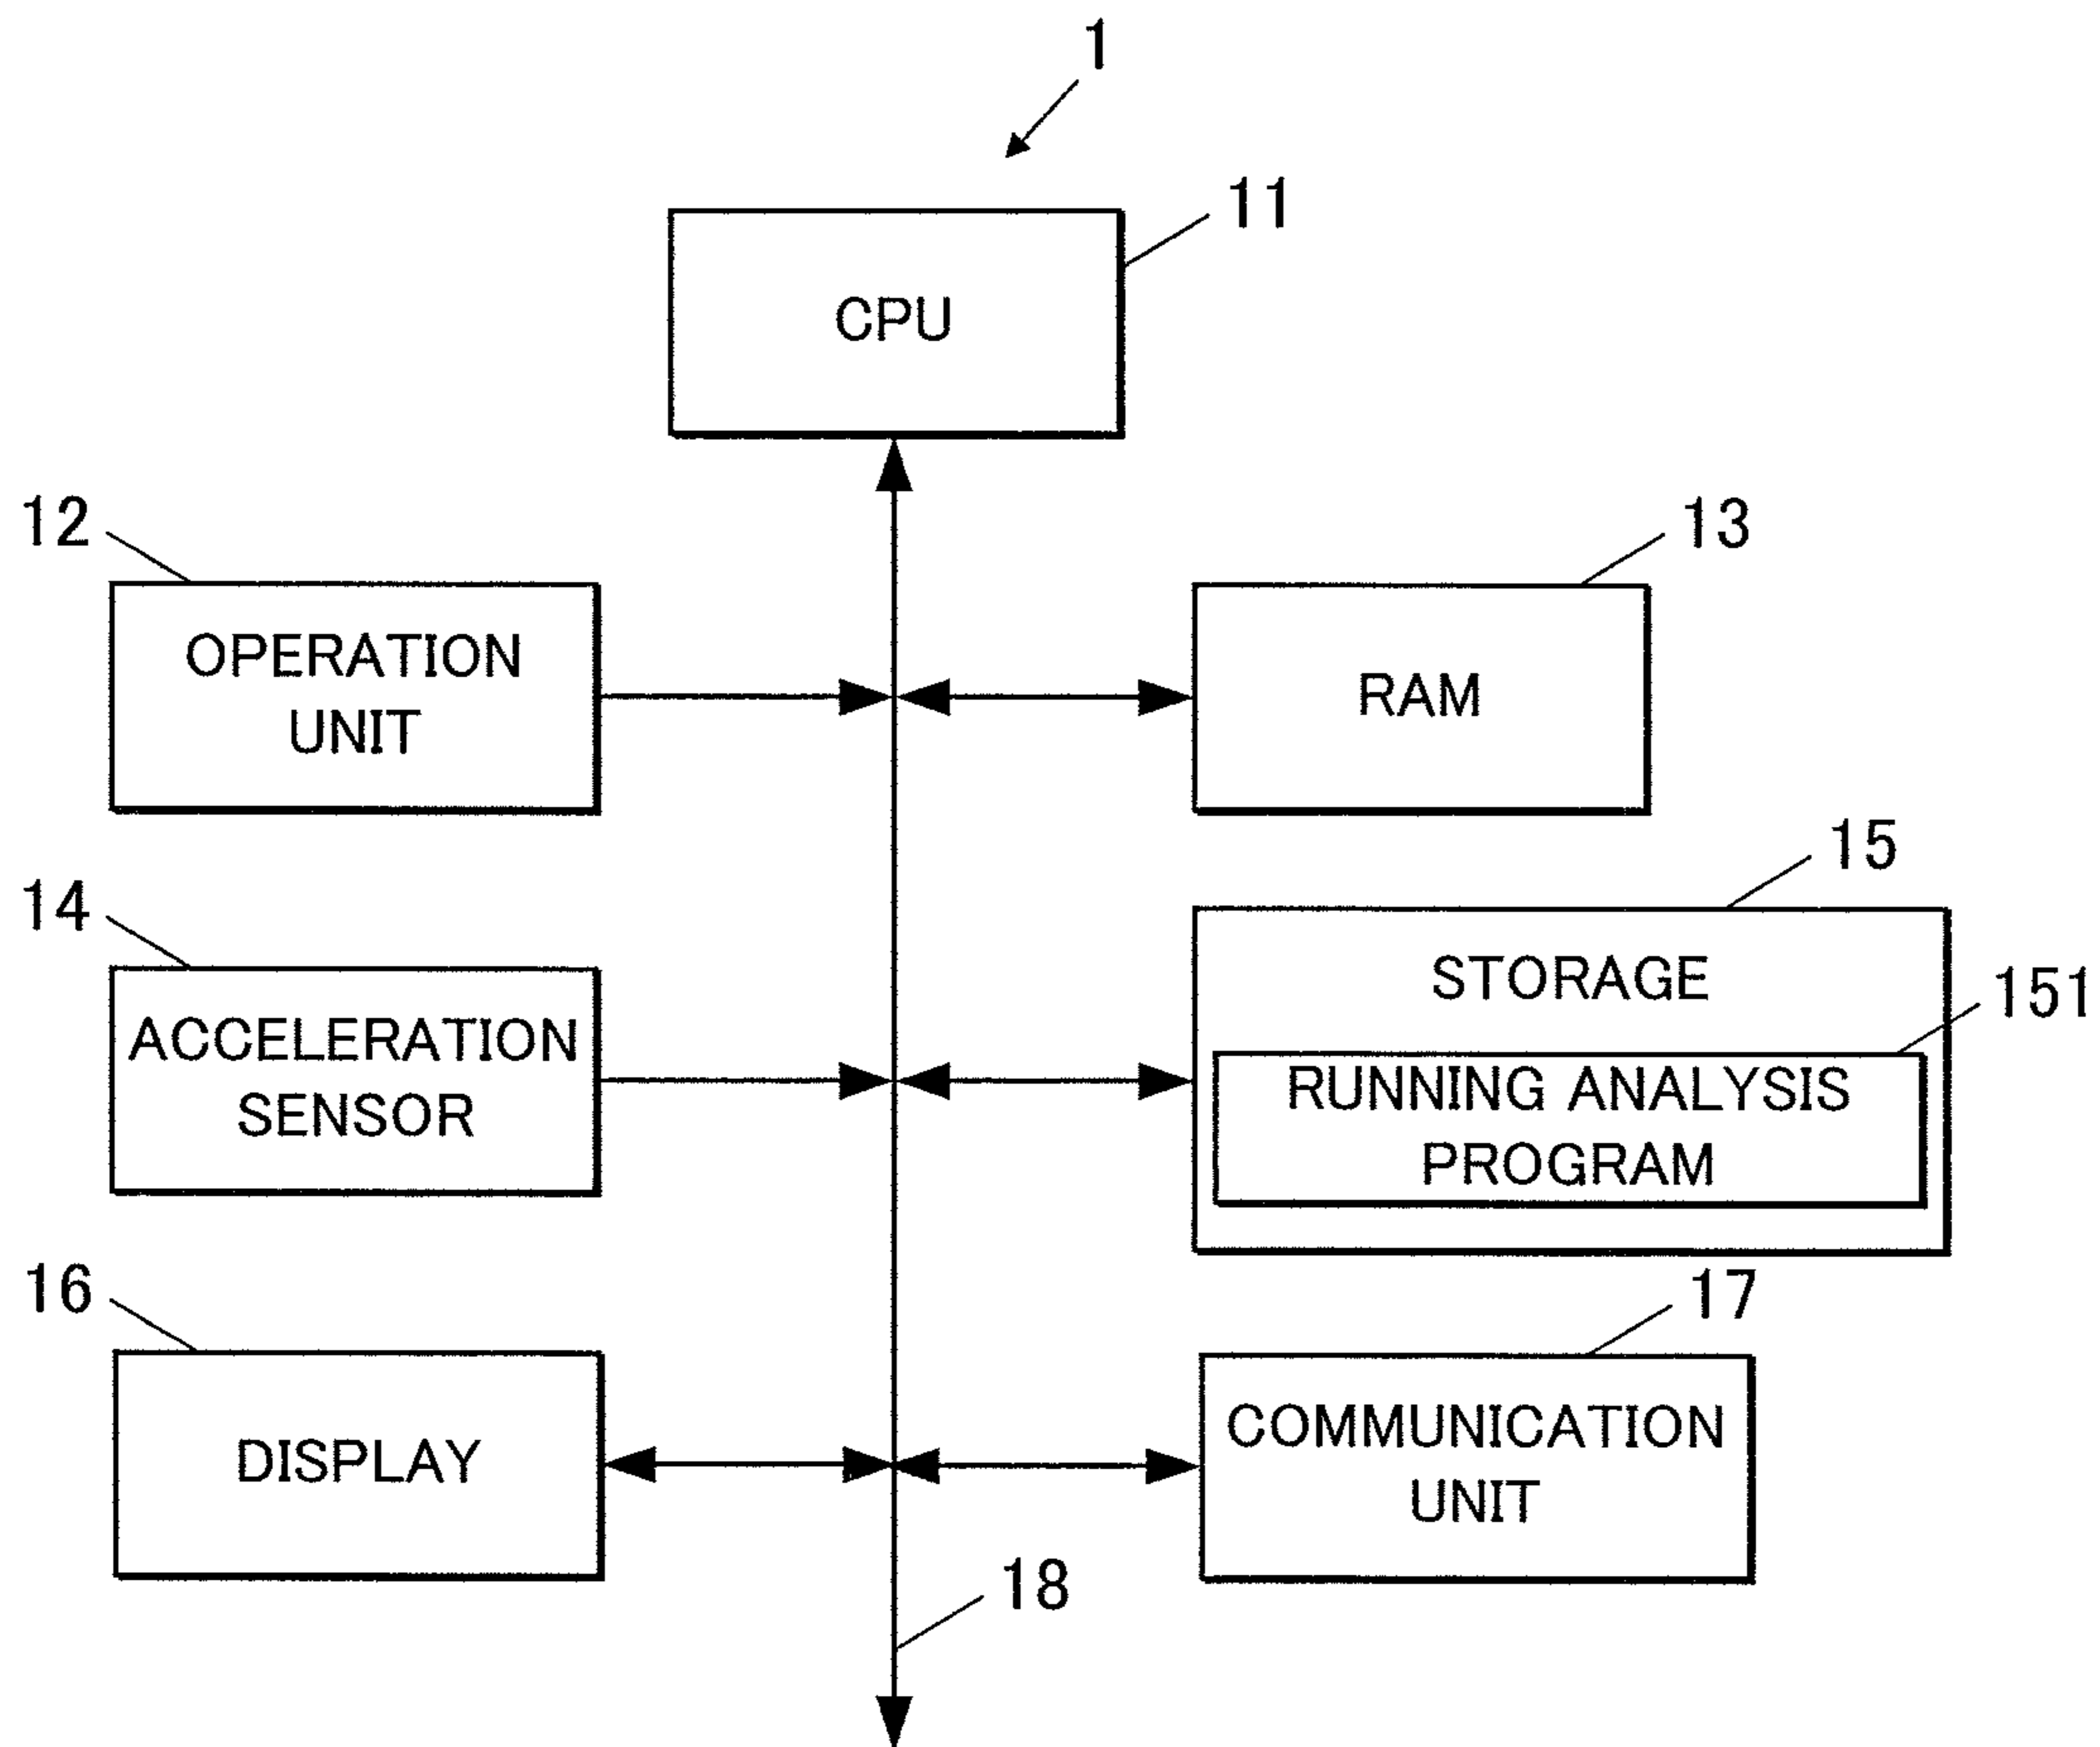 1
11
CPU
12
13
OPERATION
UNIT
RAM
15
14
STORAGE
151
ACCELERATION
SENSOR
RUNNING ANALYSIS
PROGRAM
16
17
DISPLAY
COMMUNICATION
UNIT
18